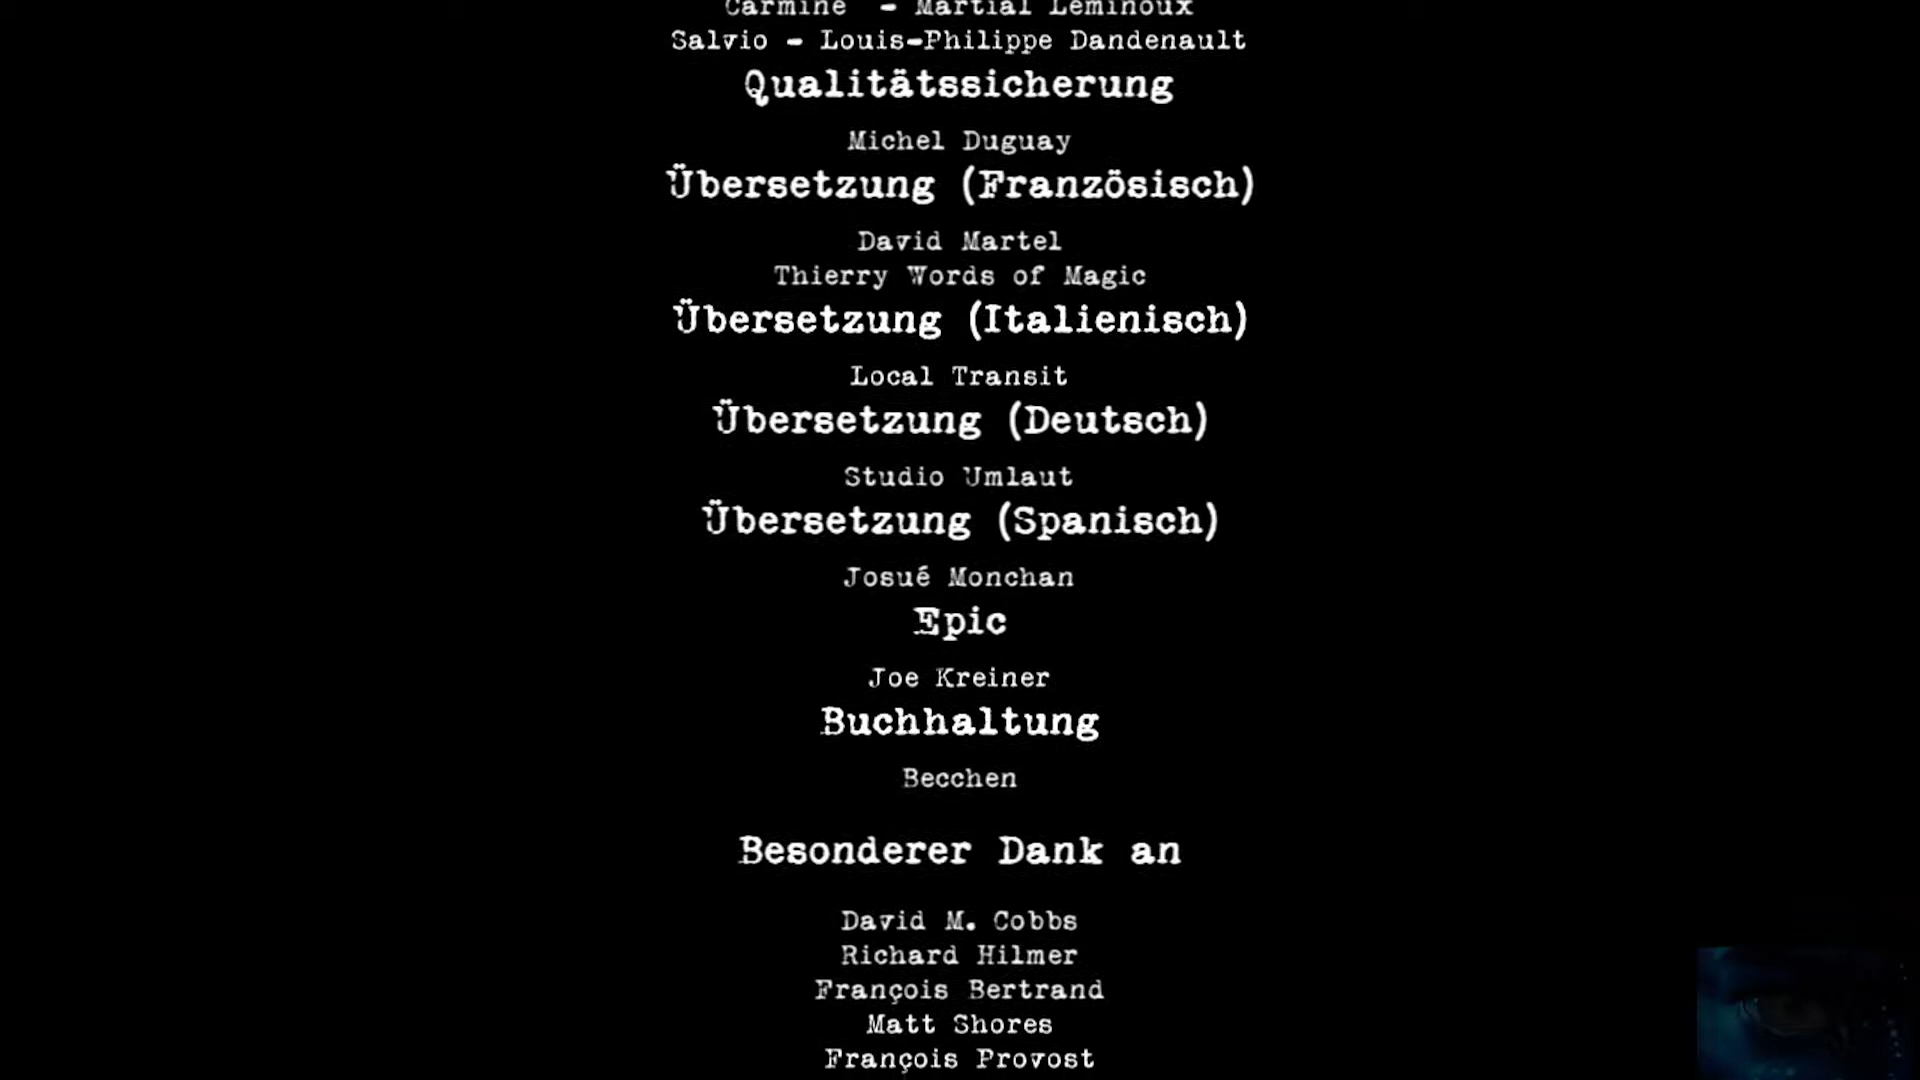 Carmine - Martial Leminoux
Salvio - Louis-Philippe Dandenault
Qualitätssicherung
Michel Duguay
Übersetzung (Französisch)
David Martel
Thierry Words of Magic
Übersetzung (Italienisch)
Local Transit
Übersetzung (Deutsch)
Studio Umlaut
Übersetzung (Spanisch)
Josué Monchan
Epic
Joe Kreiner
Buchhaltung
Becchen
Besonderer Dank an
David M. Cobbs
Richard Hilmer
François Bertrand
Matt Shores
François Provost